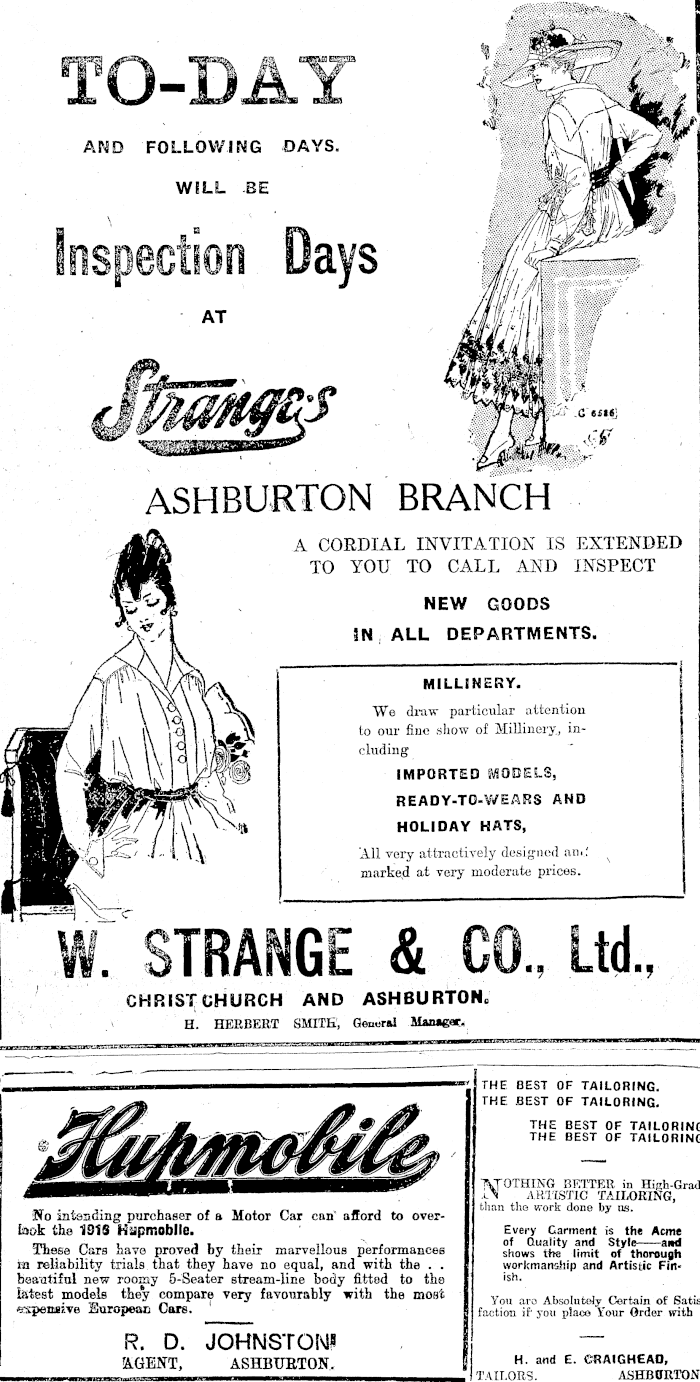 TO-DAY
AND FOLLOWING DAYS.
WILL BE
Inspection Days
AT
Strange's
C 6586
ASHBURTON BRANCH
A CORDIAL INVITATION IS EXTENDED
TO YOU TO CALL AND INSPECT
NEW GOODS
IN ALL DEPARTMENTS.
MILLINERY.
We draw particular attention
to our fine show of Millinery, in-
cluding
IMPORTED MODELS,
READY-TO-WEARS AND
HOLIDAY HATS,
All very attractively designed and
marked at very moderate prices.
W. STRANGE & CO., Ltd.,
CHRISTCHURCH AND ASHBURTON.
H. HERBERT SMITH, General Manager.
Hupmobile
No intending purchaser of a Motor Car can afford to over-
look the 1916 Hupmobile.
These Cars have proved by their marvellous performances
in reliability trials that they have no equal, and with the . .
beautiful new roomy 5-Seater stream-line body fitted to the
latest models they compare very favourably with the most
expensive European Cars.
R. D. JOHNSTON
AGENT, ASHBURTON.
THE BEST OF TAILORING.
THE BEST OF TAILORING.
THE BEST OF TAILORING
THE BEST OF TAILORING
NOTHING BETTER in High-Grad
ARTISTIC TAILORING,
than the work done by us.
Every Garment is the Acme
of Quality and Style—and
shows the limit of thorough
workmanship and Artistic Fin-
ish.
You are Absolutely Certain of Satis
faction if you place Your Order with
H. and E. CRAIGHEAD,
TAILORS. ASHBURTON